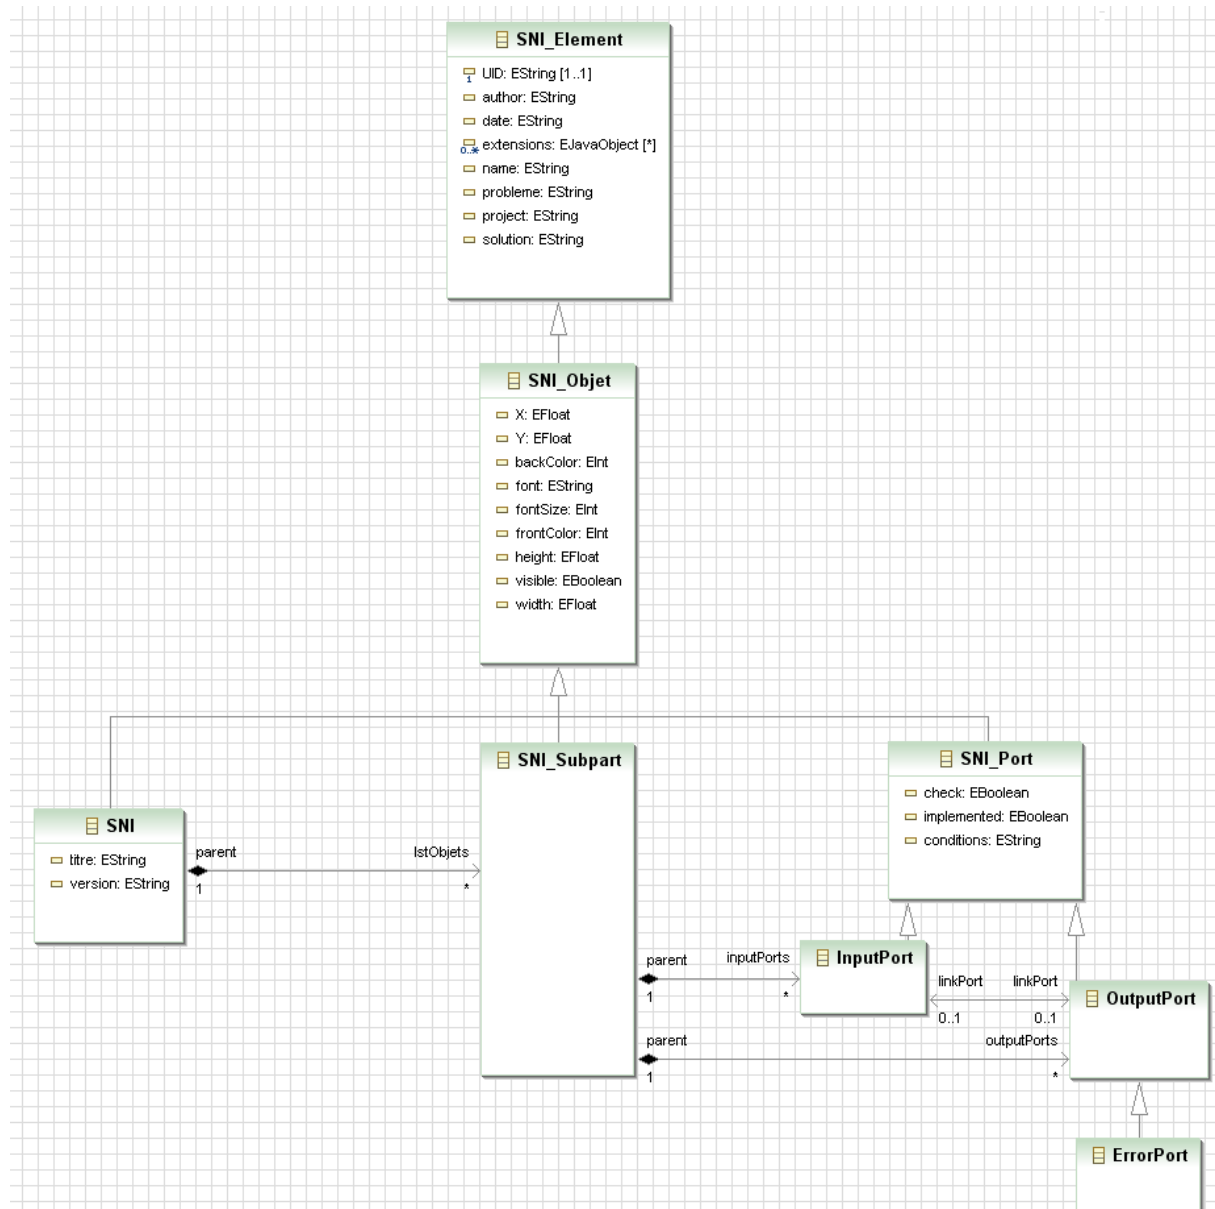 SNI_Element
UID: EString [1..1]
1
author: EString
date: EString
extensions: EJavaObject [*]
0..*
name: EString
probleme: EString
project: EString
solution: EString
SNI_Objet
X: EFloat
Y: EFloat
backColor: EInt
font: EString
fontSize: EInt
frontColor: EInt
height: EFloat
visible: EBoolean
width: EFloat
SNI_Subpart
SNI_Port
check: EBoolean
implemented: EBoolean
conditions: EString
SNI
titre: EString
version: EString
parent
lstObjets
1
*
parent
inputPorts
1
*
InputPort
linkPort
linkPort
0..1
0..1
OutputPort
parent
outputPorts
1
*
ErrorPort